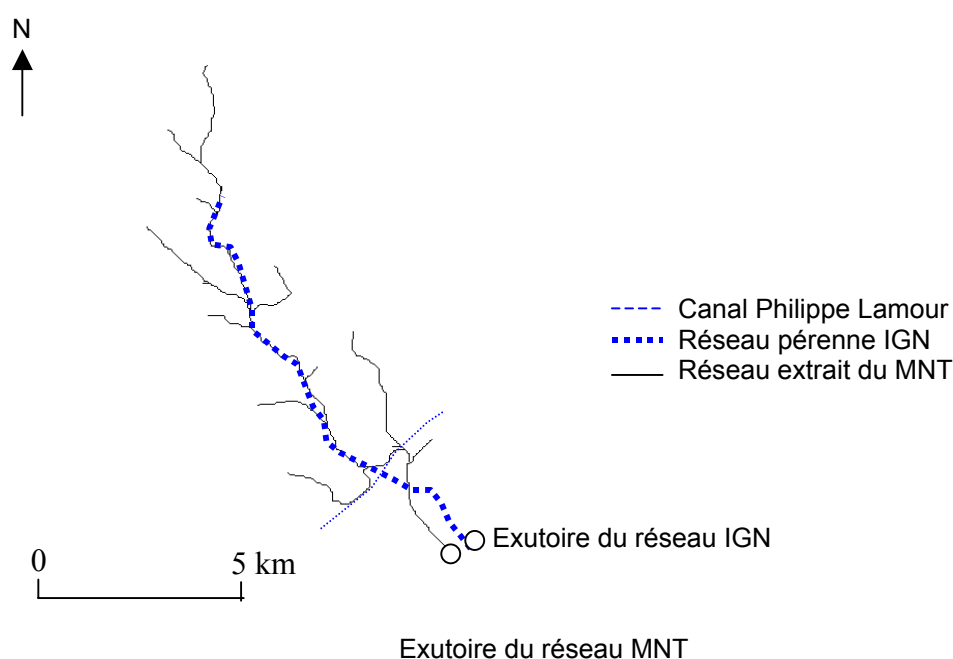 N
Canal Philippe Lamour
Réseau pérenne IGN
Réseau extrait du MNT
Exutoire du réseau IGN
0
5 km
Exutoire du réseau MNT